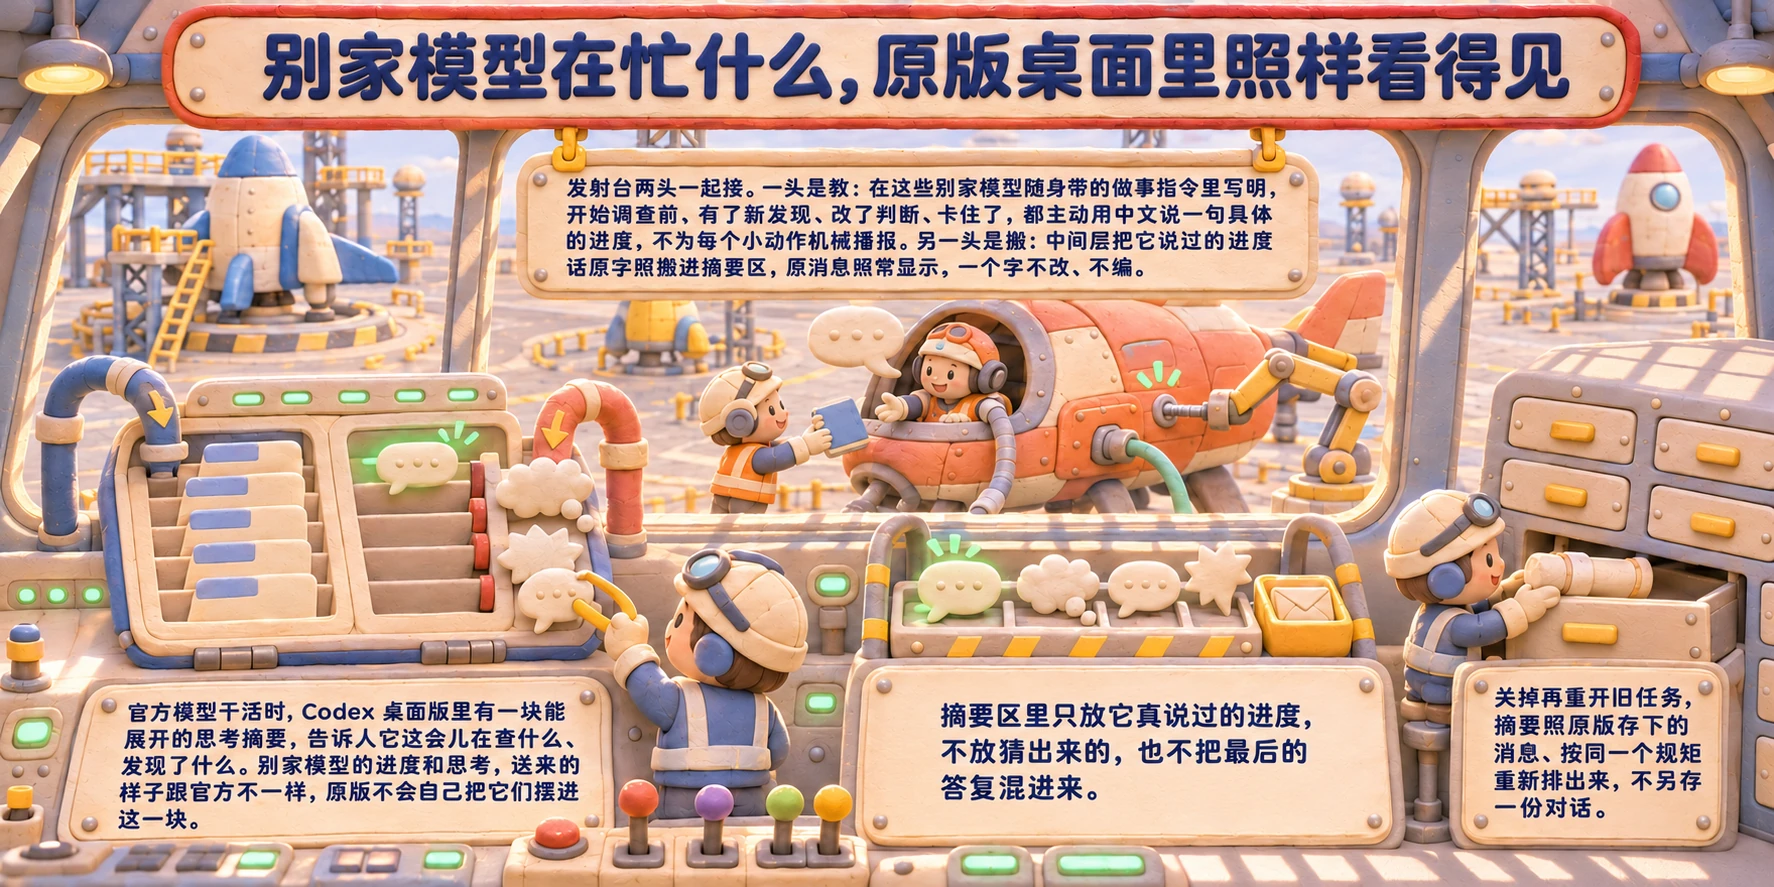 别家模型在忙什么，原版桌面里照样看得见
发射台两头一起接。一头是教：在这些别家模型随身带的做事指令里写明，
开始调查前、有了新发现、改了判断、卡住了，都主动用中文说一句具体
的进度，不为每个小动作机械播报。另一头是搬：中间层把它说过的进度
话原字照搬进摘要区，原消息照常显示，一个字不改、不编。
官方模型干活时，Codex 桌面版里有一块能
展开的思考摘要，告诉人它这会儿在查什么、
发现了什么。别家模型的进度和思考，送来的
样子跟官方不一样，原版不会自己把它们摆进
这一块。
摘要区里只放它真说过的进度，
不放猜出来的，也不把最后的
答复混进来。
关掉再重开旧任务，
摘要照原版存下的
消息、按同一个规矩
重新排出来，不另存
一份对话。